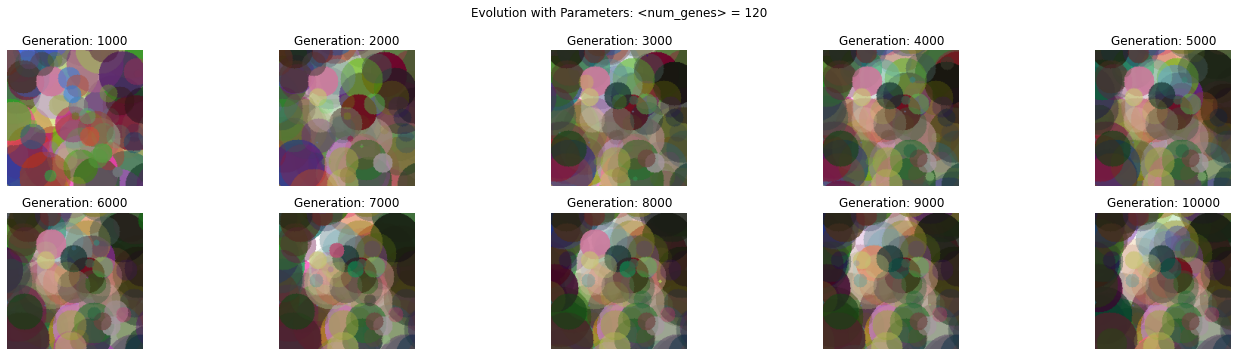 Evolution with Parameters: <num_genes> = 120
Generation: 1000
Generation: 2000
Generation: 3000
Generation: 4000
Generation: 5000
Generation: 6000
Generation: 7000
Generation: 8000
Generation: 9000
Generation: 10000